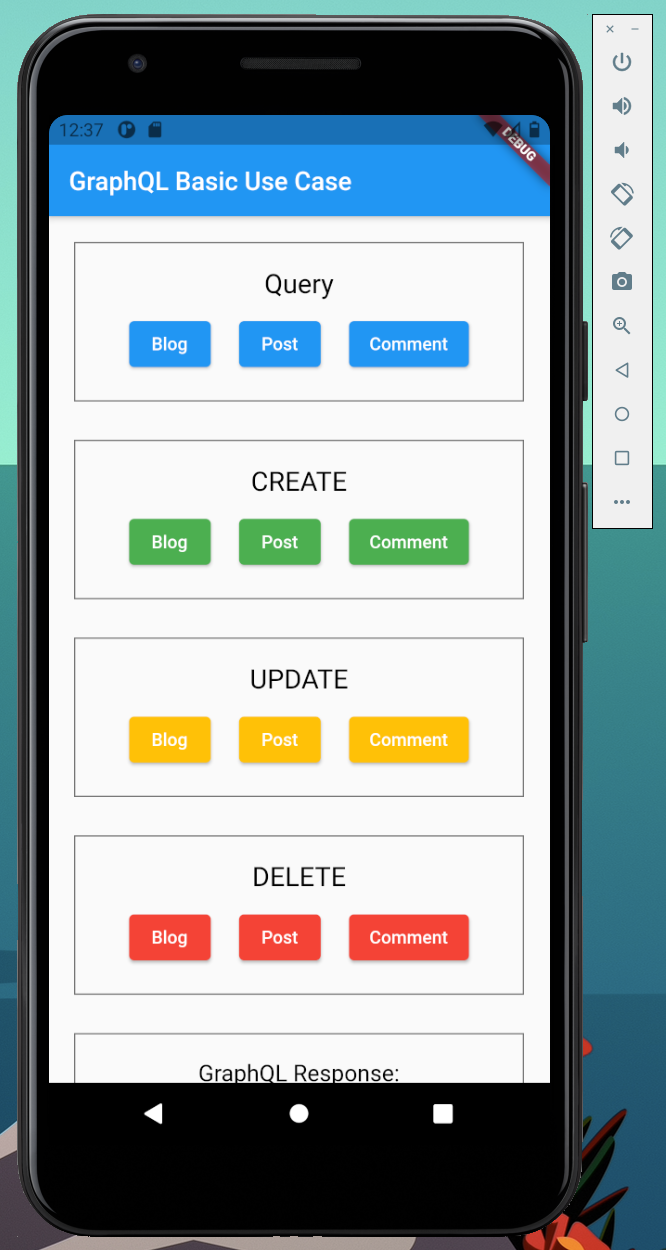 12:37
DEBUG
GraphQL Basic Use Case
Query
Blog Post Comment
CREATE
Blog Post Comment
UPDATE
Blog Post Comment
DELETE
Blog Post Comment
GraphQL Response: